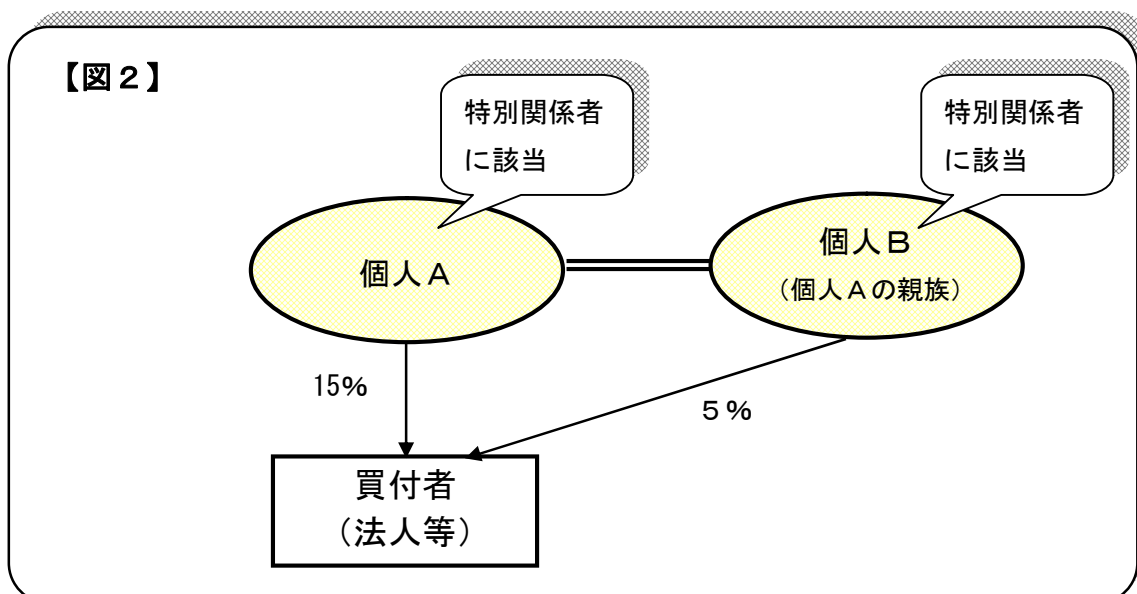 【図２】
特別関係者
に該当
特別関係者
に該当
個人Ａ
個人Ｂ
（個人Ａの親族）
15%
５％
買付者
（法人等）